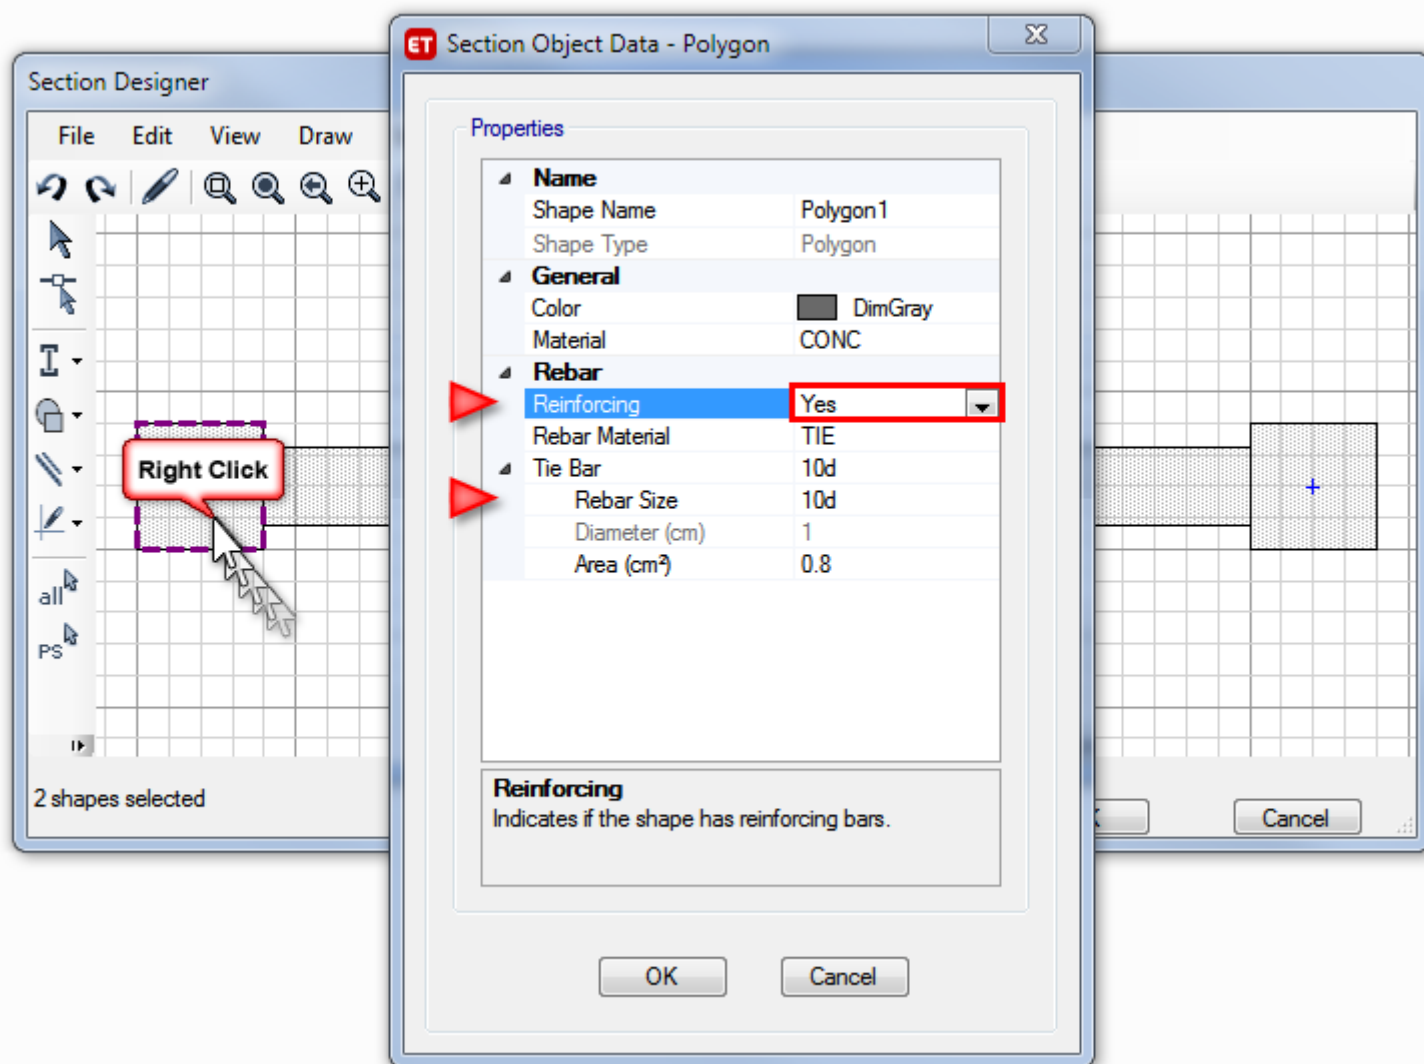 ET Section Object Data - Polygon
Section Designer
File Edit View Draw
Properties
Name
Shape Name Polygon1
Shape Type Polygon
General
Color DimGray
Material CONC
Rebar
Reinforcing Yes
Rebar Material TIE
Tie Bar 10d
Rebar Size 10d
Diameter (cm) 1
Area (cm²) 0.8
Right Click
all
PS
2 shapes selected
Reinforcing
Indicates if the shape has reinforcing bars.
Cancel
OK Cancel